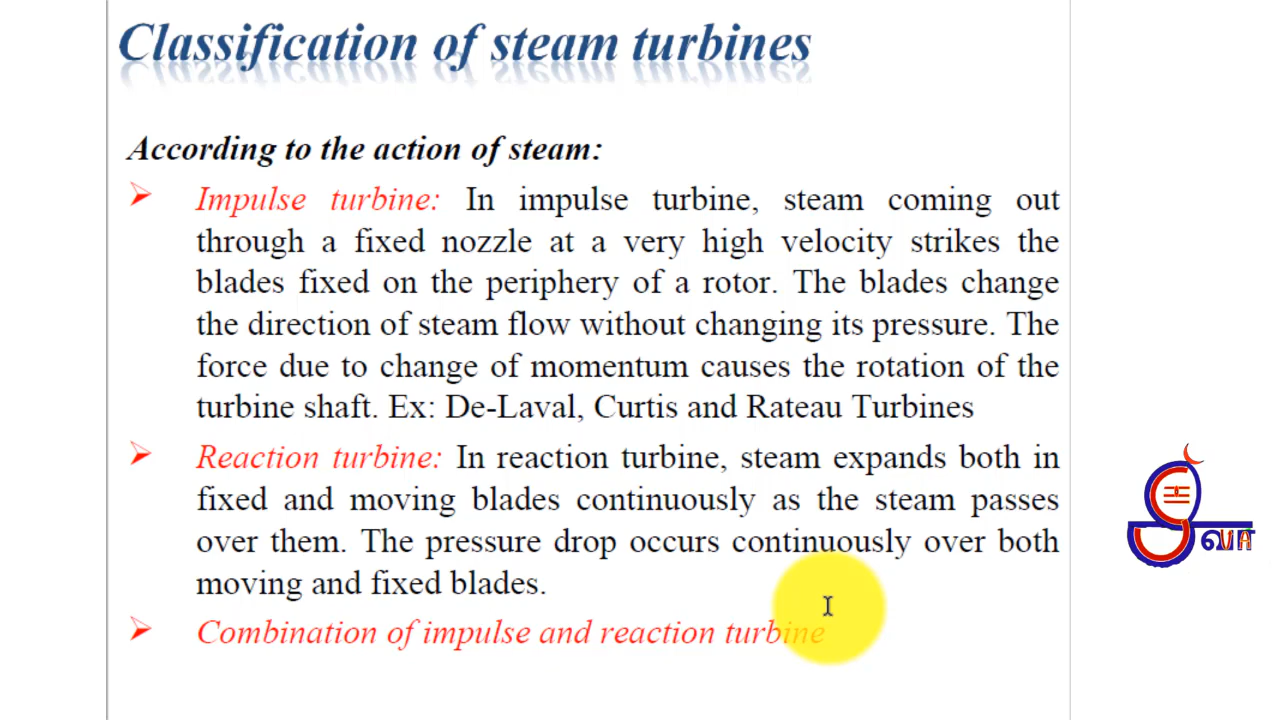 Classification of steam turbines
According to the action of steam:
Impulse turbine: In impulse turbine, steam coming out
through a fixed nozzle at a very high velocity strikes the
blades fixed on the periphery of a rotor. The blades change
the direction of steam flow without changing its pressure. The
force due to change of momentum causes the rotation of the
turbine shaft. Ex: De-Laval, Curtis and Rateau Turbines
Reaction turbine: In reaction turbine, steam expands both in
fixed and moving blades continuously as the steam passes
over them. The pressure drop occurs continuously over both
moving and fixed blades.
Combination of impulse and reaction turbine